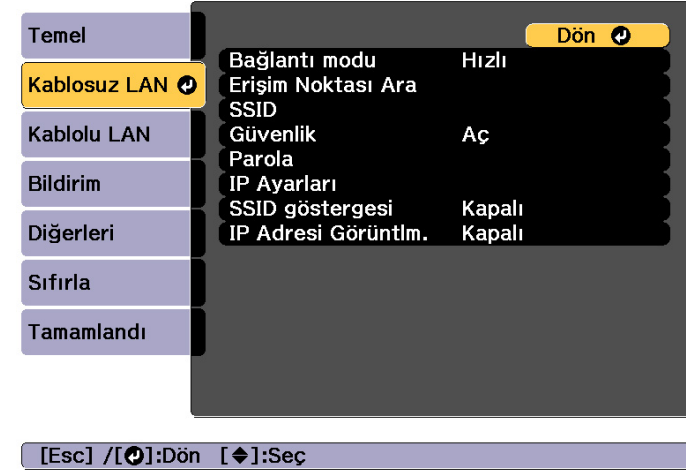 Temel
Kablosuz LAN
Kablolu LAN
Bildirim
Diğerleri
Sıfırla
Tamamlandı
Dön
Bağlantı modu Hızlı
Erişim Noktası Ara
SSID
Güvenlik Aç
Parola
IP Ayarları
SSID göstergesi Kapalı
IP Adresi Görüntlm. Kapalı
[Esc] /[]:Dön []:Seç